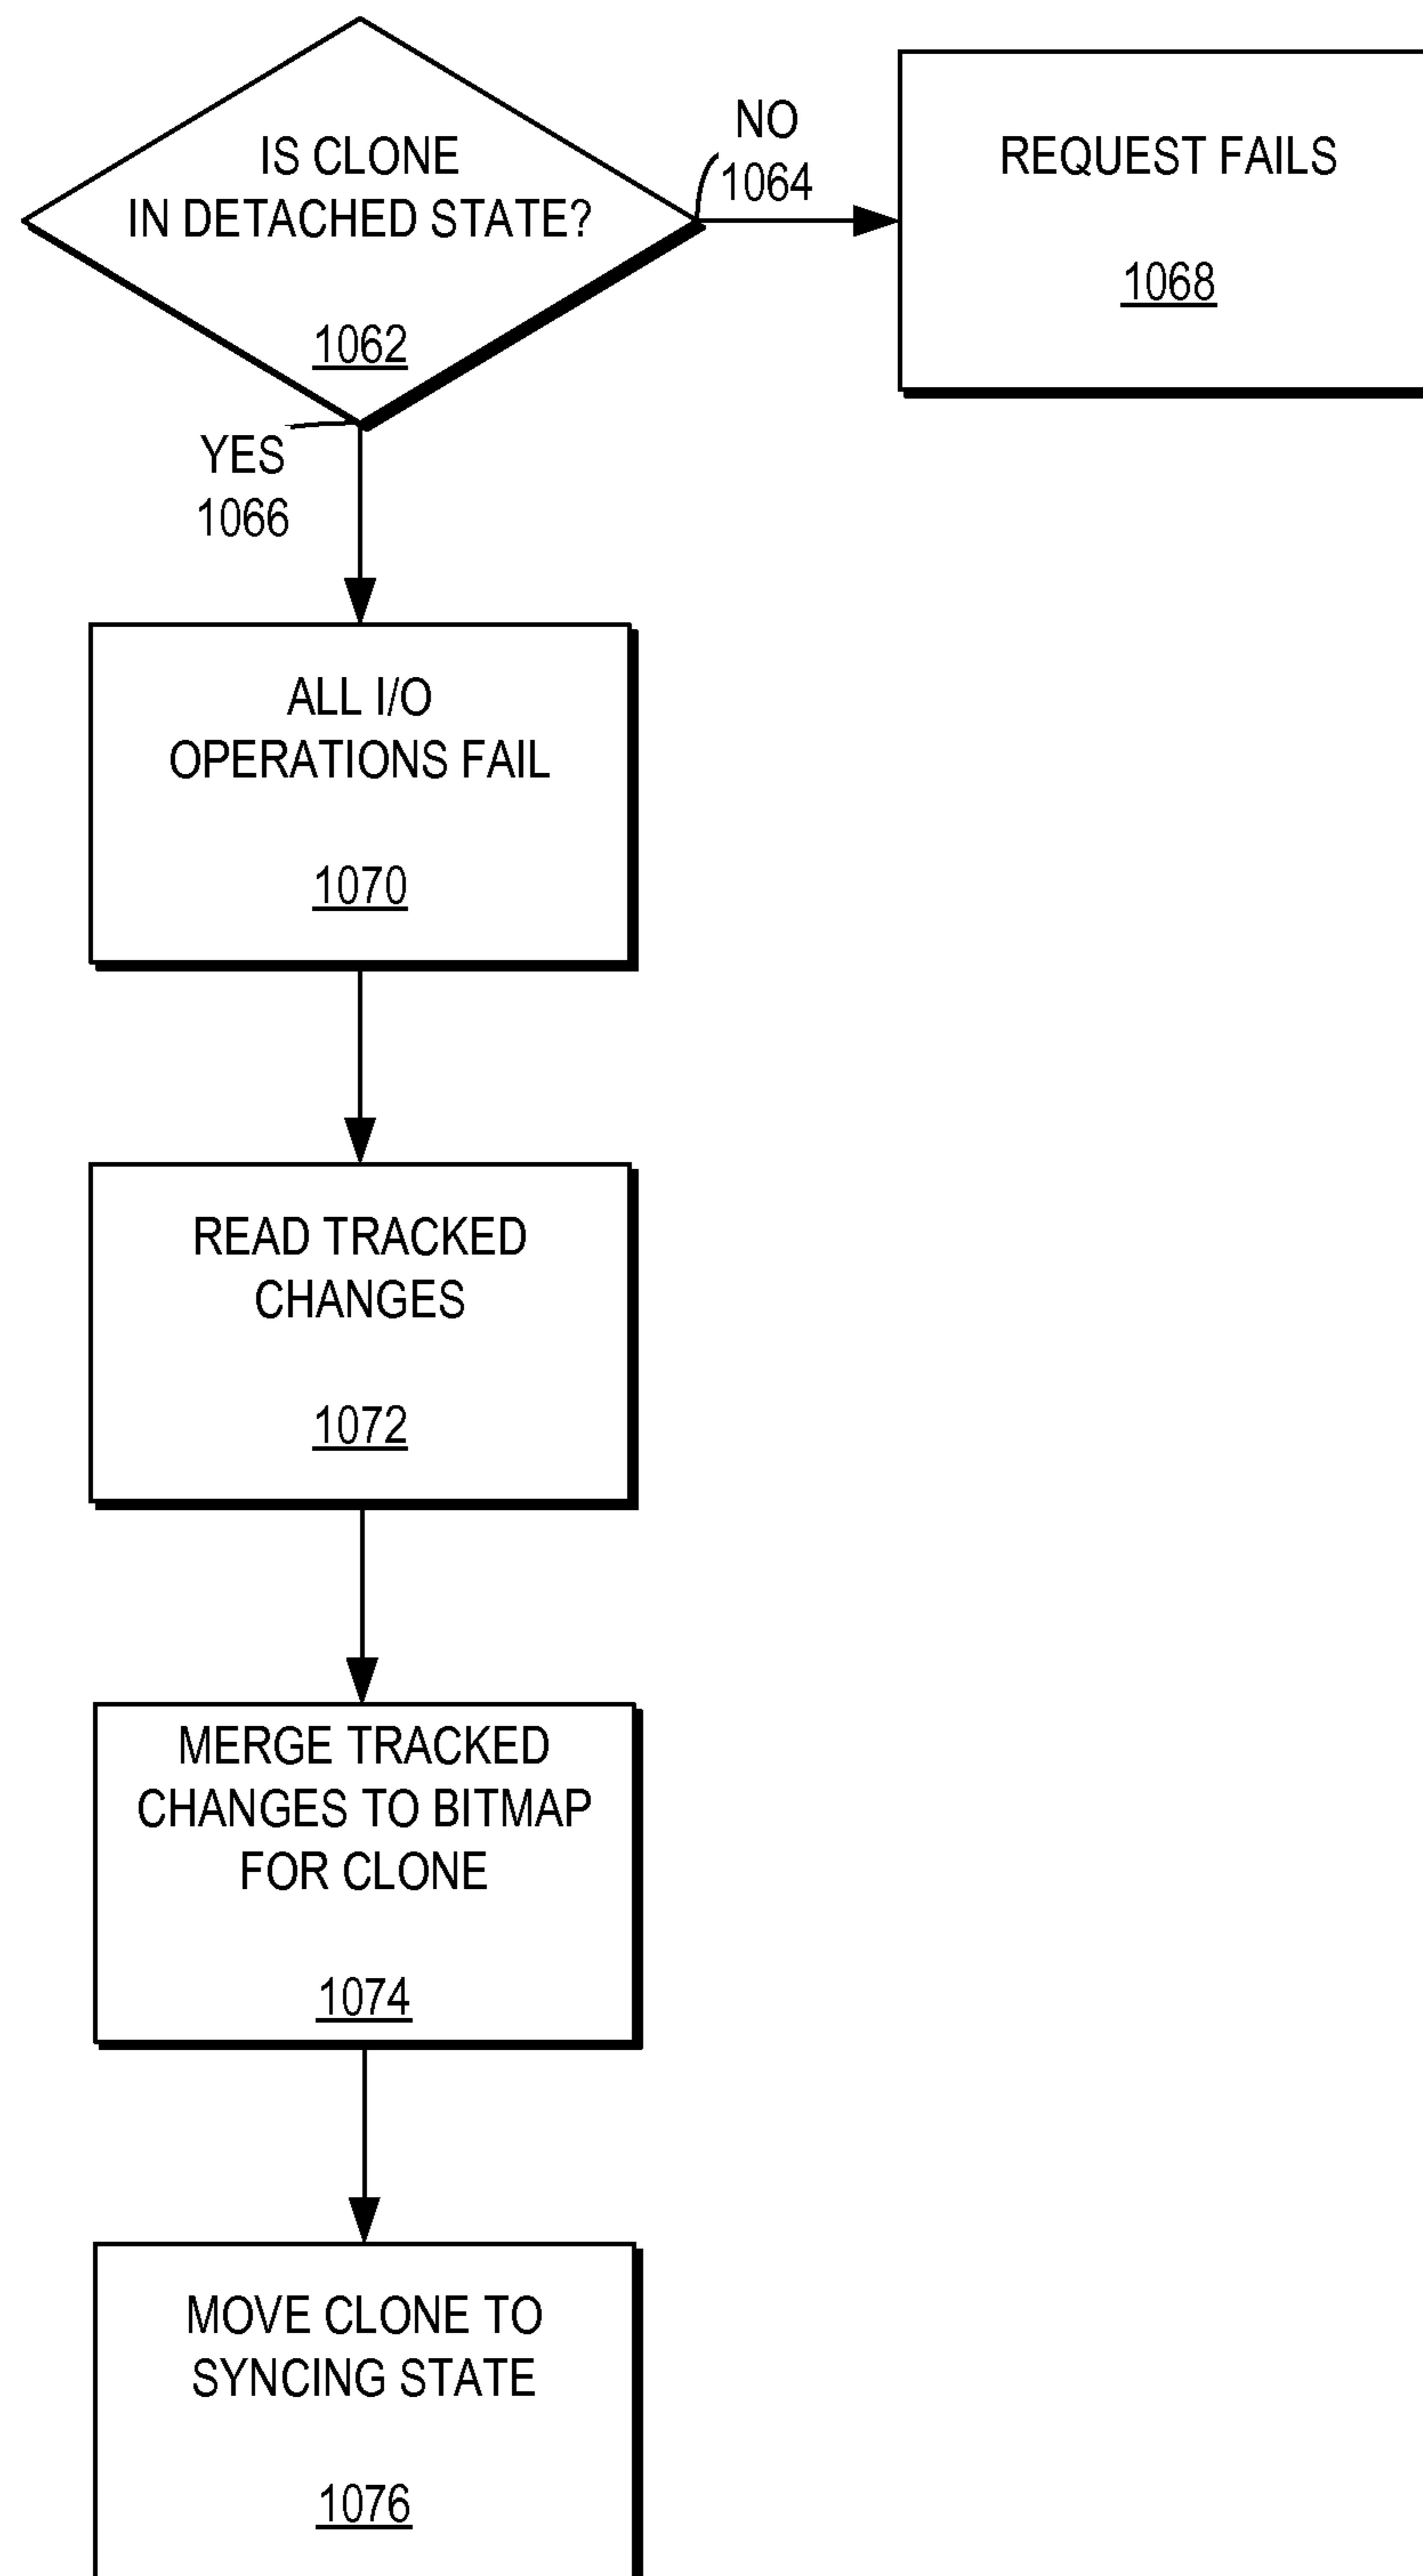 IS CLONE
IN DETACHED STATE?
1062
NO
1064
REQUEST FAILS
1068
YES
1066
ALL I/O
OPERATIONS FAIL
1070
READ TRACKED
CHANGES
1072
MERGE TRACKED
CHANGES TO BITMAP
FOR CLONE
1074
MOVE CLONE TO
SYNCING STATE
1076